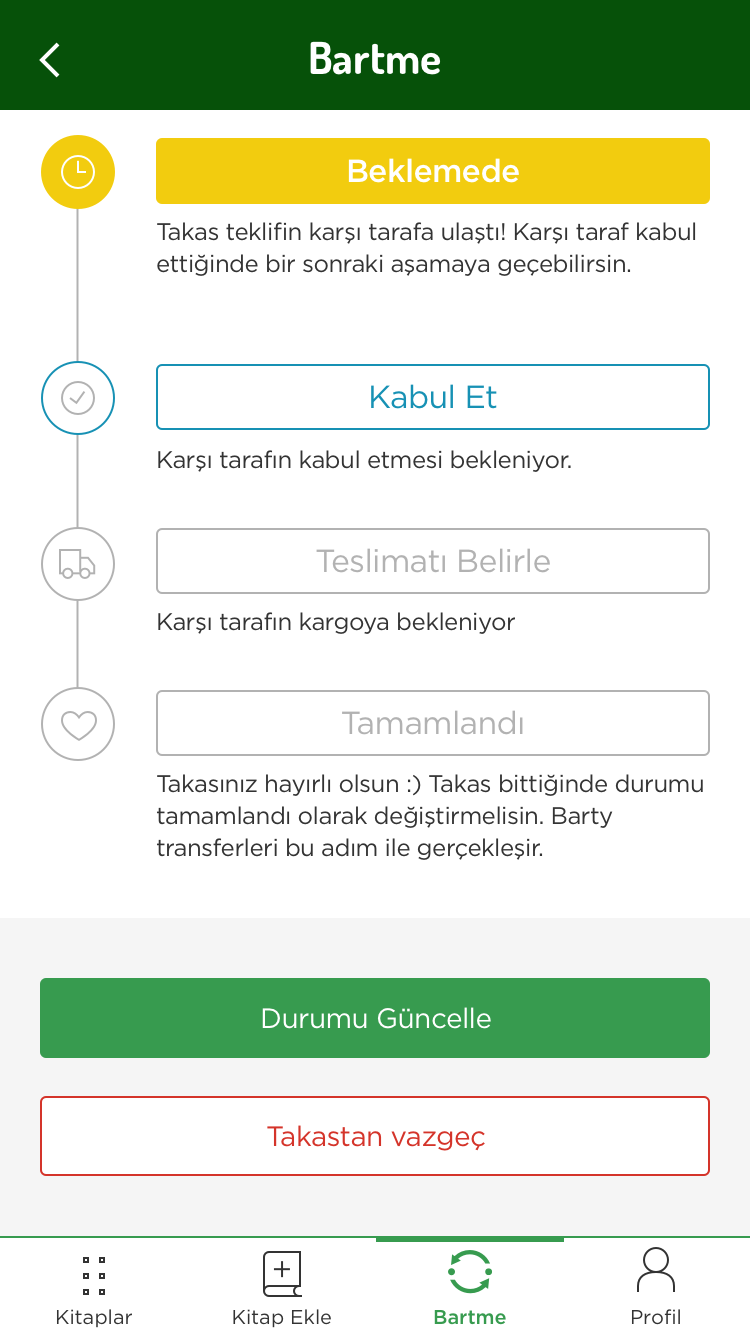 Bartme
Beklemede
Takas teklifin karşı tarafa ulaştı! Karşı taraf kabul
ettiğinde bir sonraki aşamaya geçebilirsin.
Kabul Et
Karşı tarafın kabul etmesi bekleniyor.
Teslimatı Belirle
Karşı tarafın kargoya bekleniyor
Tamamlandı
Takasınız hayırlı olsun :) Takas bittiğinde durumu
tamamlandı olarak değiştirmelisin. Barty
transferleri bu adım ile gerçekleşir.
Durumu Güncelle
Takastan vazgeç
Kitaplar
Kitap Ekle
Bartme
Profil